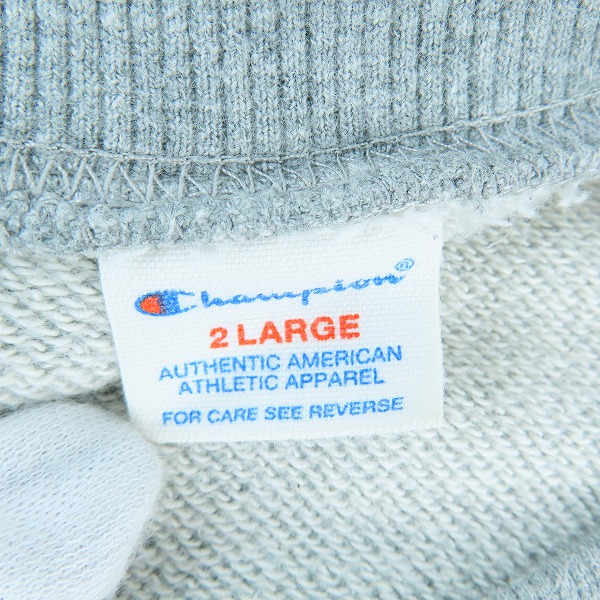 Champion®
2 LARGE
AUTHENTIC AMERICAN
ATHLETIC APPAREL
FOR CARE SEE REVERSE